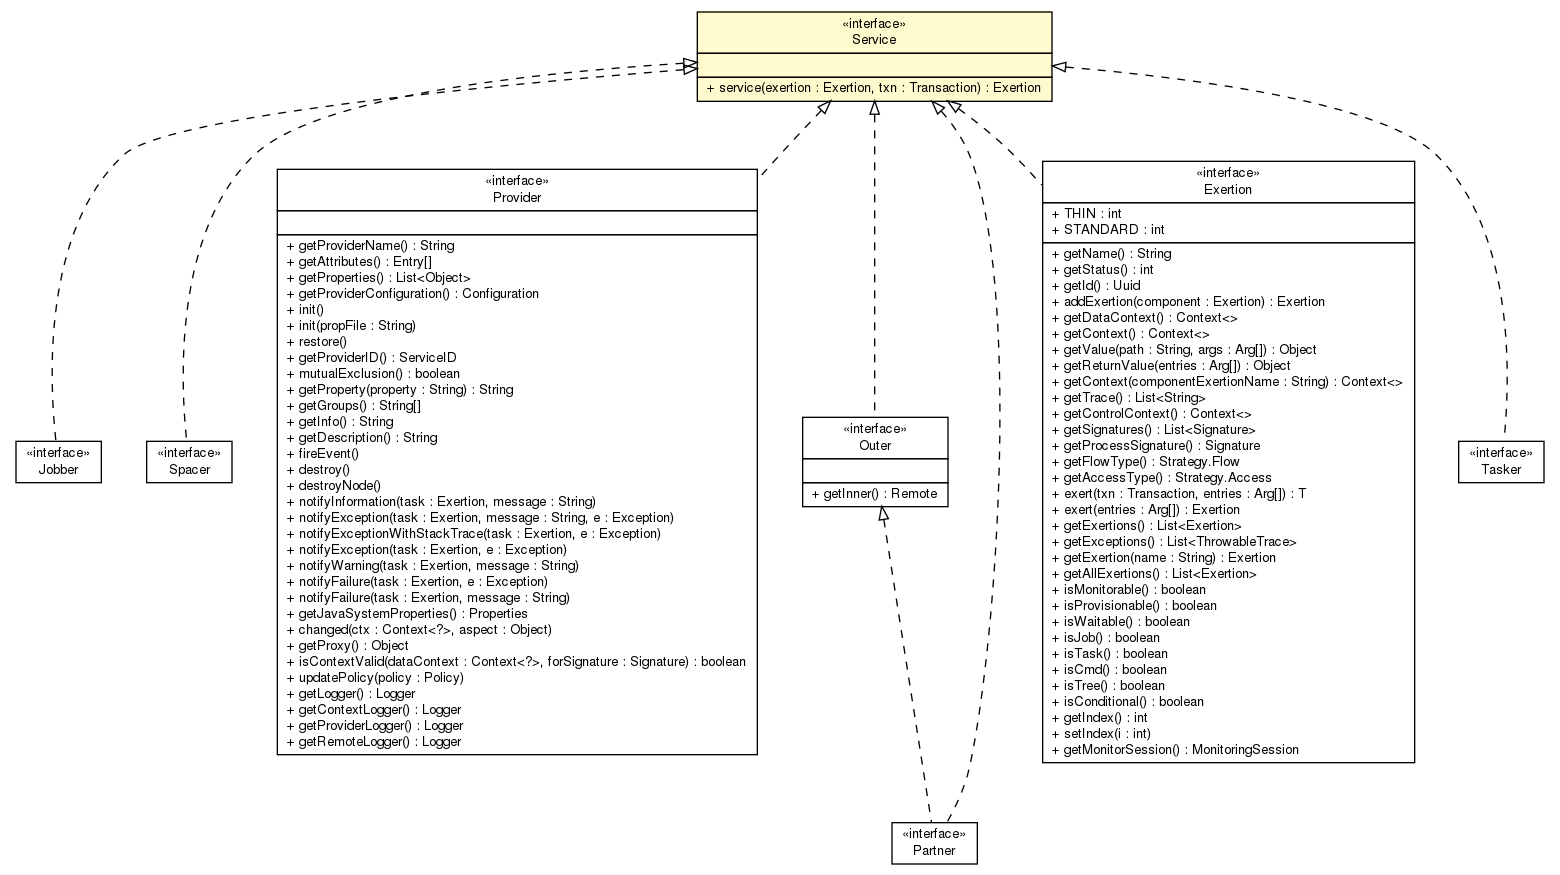 «interface»
Service
+ service(exertion : Exertion, txn : Transaction) : Exertion
«interface»
Provider
+ getProviderName() : String
+ getAttributes() : Entry[]
+ getProperties() : List<Object>
+ getProviderConfiguration() : Configuration
+ init()
+ init(propFile : String)
+ restore()
+ getProviderID() : ServiceID
+ mutualExclusion() : boolean
+ getProperty(property : String) : String
+ getGroups() : String[]
+ getInfo() : String
+ getDescription() : String
+ fireEvent()
+ destroy()
+ destroyNode()
+ notifyInformation(task : Exertion, message : String)
+ notifyException(task : Exertion, message : String, e : Exception)
+ notifyExceptionWithStackTrace(task : Exertion, e : Exception)
+ notifyException(task : Exertion, e : Exception)
+ notifyWarning(task : Exertion, message : String)
+ notifyFailure(task : Exertion, e : Exception)
+ notifyFailure(task : Exertion, message : String)
+ getJavaSystemProperties() : Properties
+ changed(ctx : Context<?>, aspect : Object)
+ getProxy() : Object
+ isContextValid(dataContext : Context<?>, forSignature : Signature) : boolean
+ updatePolicy(policy : Policy)
+ getLogger() : Logger
+ getContextLogger() : Logger
+ getProviderLogger() : Logger
+ getRemoteLogger() : Logger
«interface»
Exertion
+ THIN : int
+ STANDARD : int
+ getName() : String
+ getStatus() : int
+ getId() : Uuid
+ addExertion(component : Exertion) : Exertion
+ getDataContext() : Context<>
+ getContext() : Context<>
+ getValue(path : String, args : Arg[]) : Object
+ getReturnValue(entries : Arg[]) : Object
+ getContext(componentExertionName : String) : Context<>
+ getTrace() : List<String>
+ getControlContext() : Context<>
+ getSignatures() : List<Signature>
+ getProcessSignature() : Signature
+ getFlowType() : Strategy.Flow
+ getAccessType() : Strategy.Access
+ exert(txn : Transaction, entries : Arg[]) : T
+ exert(entries : Arg[]) : Exertion
+ getExertions() : List<Exertion>
+ getExceptions() : List<ThrowableTrace>
+ getExertion(name : String) : Exertion
+ getAllExertions() : List<Exertion>
+ isMonitorable() : boolean
+ isProvisionable() : boolean
+ isWaitable() : boolean
+ isJob() : boolean
+ isTask() : boolean
+ isCmd() : boolean
+ isTree() : boolean
+ isConditional() : boolean
+ getIndex() : int
+ setIndex(i : int)
+ getMonitorSession() : MonitoringSession
«interface»
Outer
+ getInner() : Remote
«interface»
Jobber
«interface»
Spacer
«interface»
Tasker
«interface»
Partner